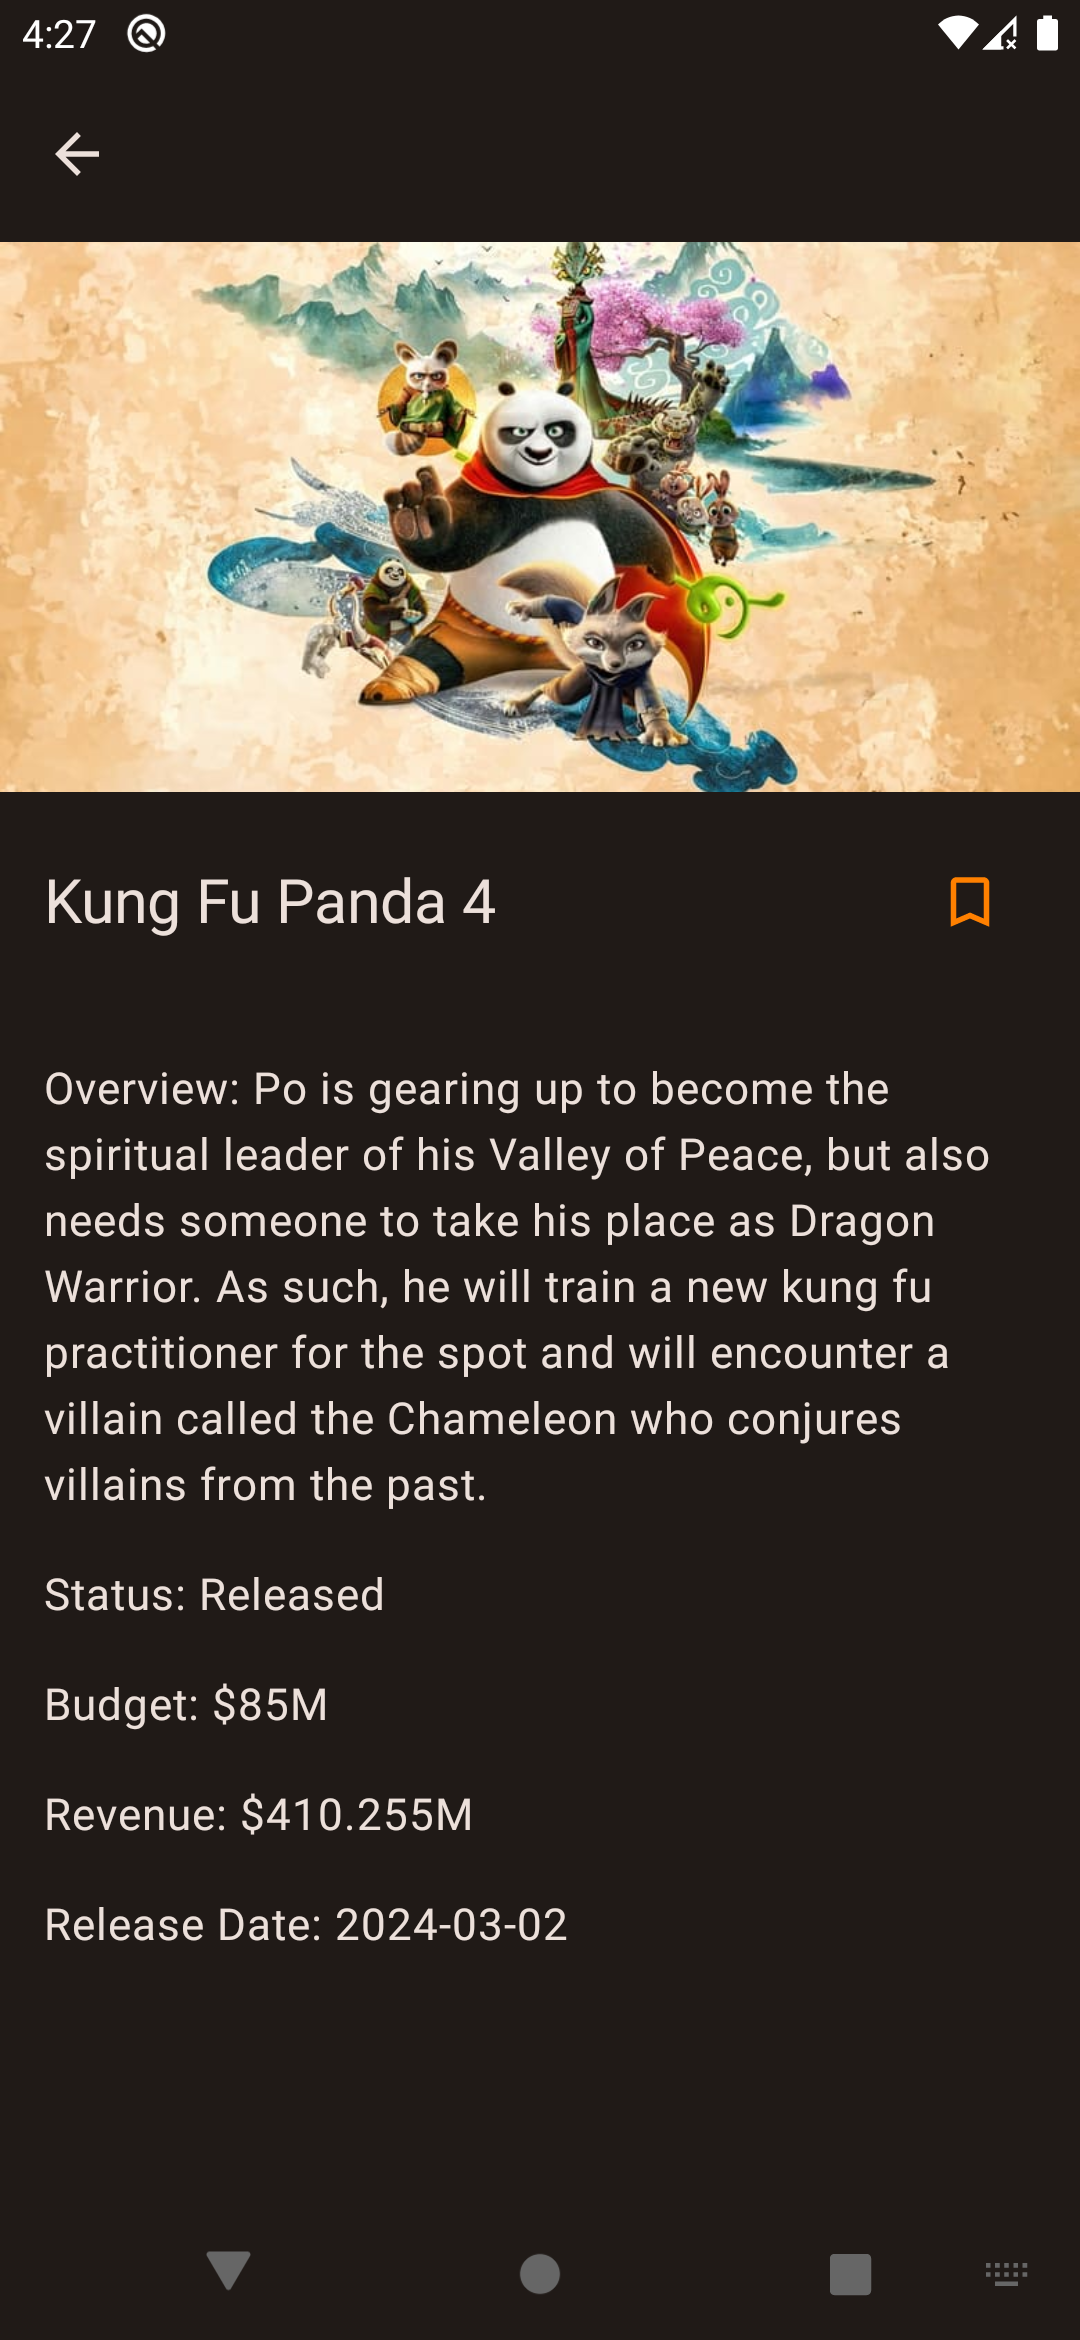 4:27
Kung Fu Panda 4
Overview: Po is gearing up to become the
spiritual leader of his Valley of Peace, but also
needs someone to take his place as Dragon
Warrior. As such, he will train a new kung fu
practitioner for the spot and will encounter a
villain called the Chameleon who conjures
villains from the past.
Status: Released
Budget: $85M
Revenue: $410.255M
Release Date: 2024-03-02